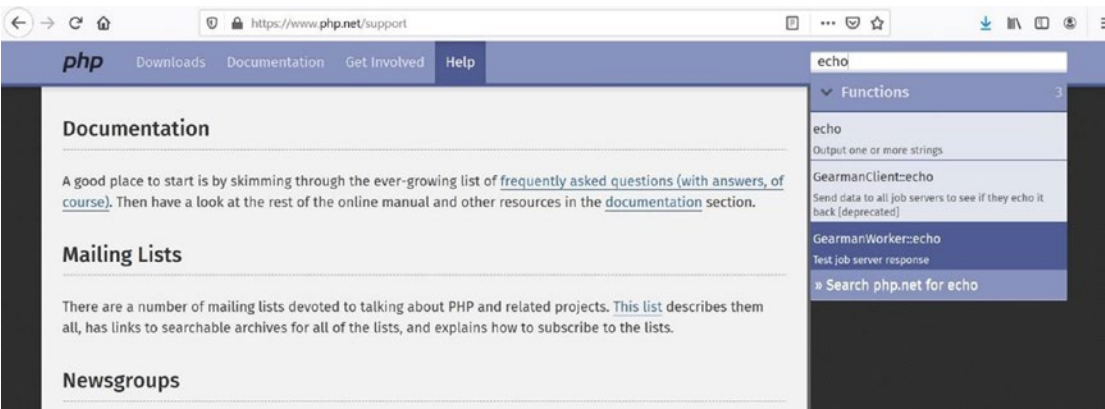 https://www.php.net/support
php Downloads Documentation Get Involved Help
echo
Functions 3
echo
Output one or more strings
GearmanClient::echo
Send data to all job servers to see if they echo it
back [deprecated]
GearmanWorker::echo
Test job server response
» Search php.net for echo
Documentation
A good place to start is by skimming through the ever-growing list of frequently asked questions (with answers, of
course). Then have a look at the rest of the online manual and other resources in the documentation section.
Mailing Lists
There are a number of mailing lists devoted to talking about PHP and related projects. This list describes them
all, has links to searchable archives for all of the lists, and explains how to subscribe to the lists.
Newsgroups